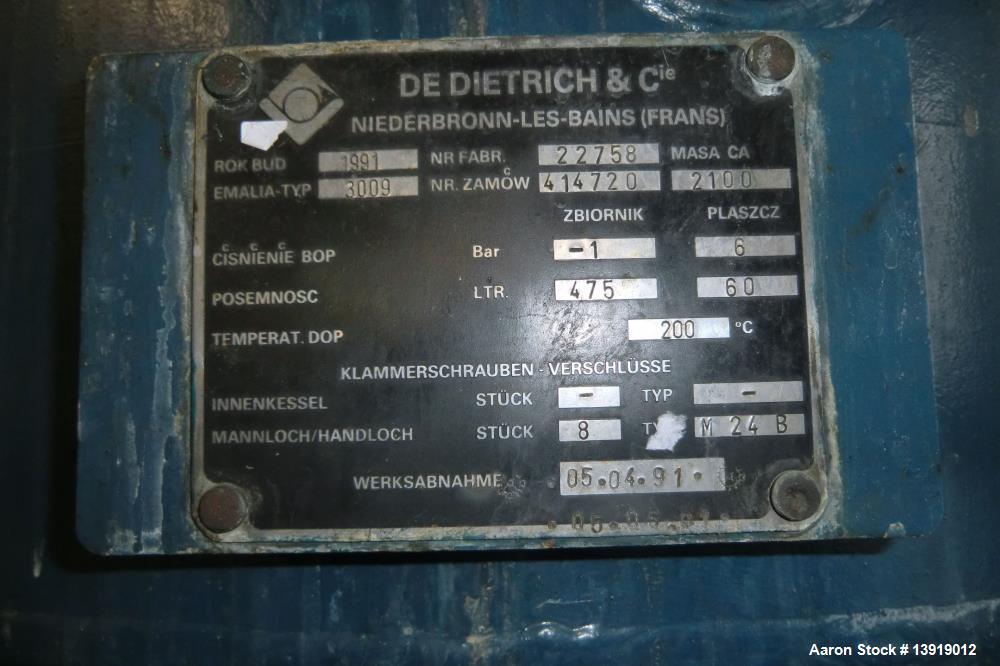 DE DIETRICH & Cie
NIEDERBRONN-LES-BAINS (FRANS)
ROK BUD 1991 NR FABR. 22758 MASA CA
EMALIA-TYP 3009 NR. ZAMÓW 414720 2100
ZBIORNIK PLASZCZ
CIŚNIENIE BOP Bar -1 6
POSEMNOSC LTR. 475 60
TEMPERAT. DOP 200 °C
KLAMMERSCHRAUBEN - VERSCHLÜSSE
INNENKESSEL STÜCK - TYP -
MANNLOCH/HANDLOCH STÜCK 8 M 24 B
WERKSABNAHME 05.04.91.
Aaron Stock # 13919012